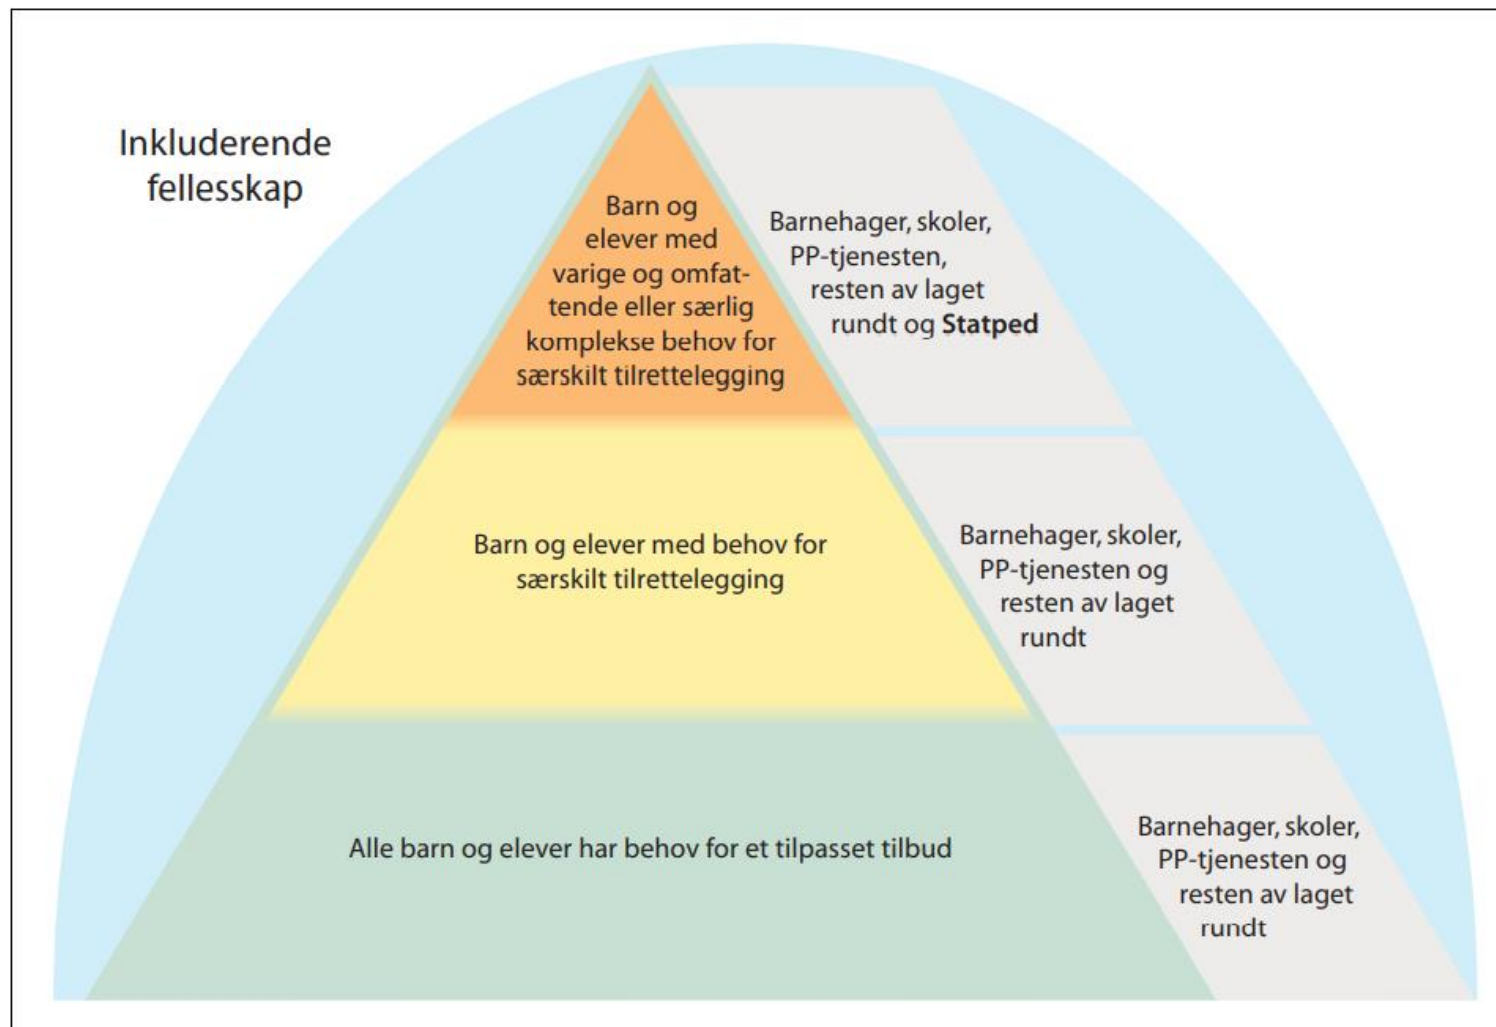 Inkluderende
fellesskap
Barn og
elever med
varige og omfat-
tende eller særlig
komplekse behov for
særskilt tilrettelegging
Barnehager, skoler,
PP-tjenesten,
resten av laget
rundt og Statped
Barn og elever med behov for
særskilt tilrettelegging
Barnehager, skoler,
PP-tjenesten og
resten av laget
rundt
Alle barn og elever har behov for et tilpasset tilbud
Barnehager, skoler,
PP-tjenesten og
resten av laget
rundt